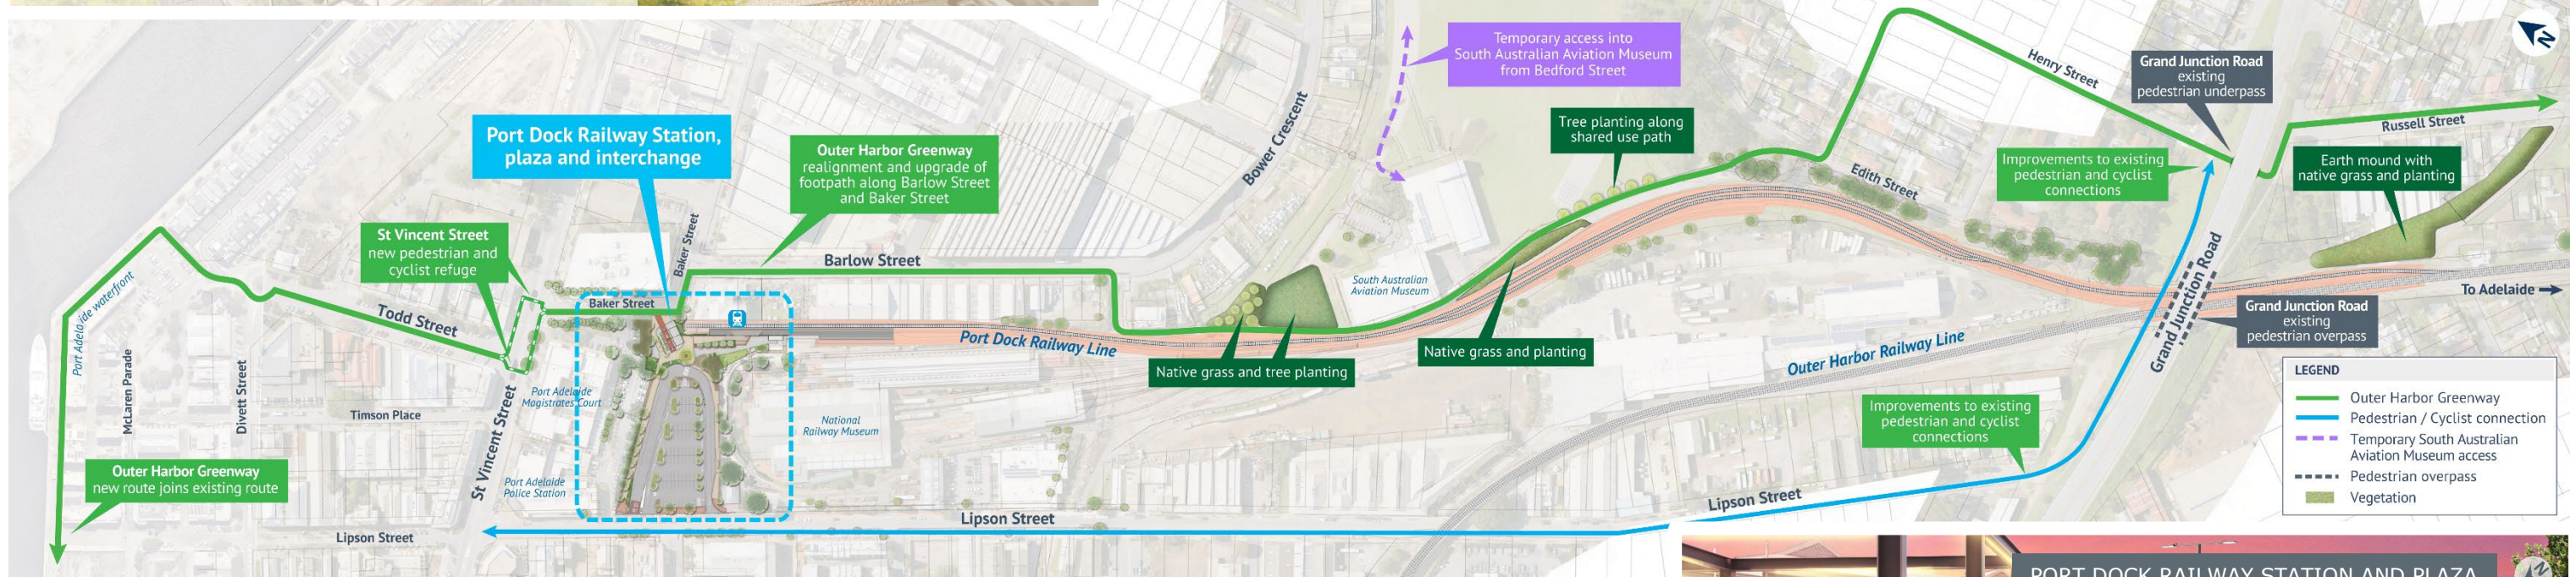 Temporary access into
South Australian Aviation Museum
from Bedford Street
Henry Street
Grand Junction Road
existing
pedestrian underpass
N
Port Dock Railway Station,
plaza and interchange
Outer Harbor Greenway
realignment and upgrade of
footpath along Barlow Street
and Baker Street
Bower Crescent
Tree planting along
shared use path
Russell Street
Improvements to existing
pedestrian and cyclist
connections
Earth mound with
native grass and planting
Edith Street
St Vincent Street
new pedestrian and
cyclist refuge
Baker Street
Barlow Street
South Australian
Aviation Museum
Port Adelaide waterfront
Todd Street
Baker Street
To Adelaide
Grand Junction Road
Grand Junction Road
existing
pedestrian overpass
Port Dock Railway Line
Native grass and planting
Native grass and tree planting
Outer Harbor Railway Line
McLaren Parade
Divett Street
Timson Place
St Vincent Street
Port Adelaide
Magistrates Court
National
Railway Museum
Improvements to existing
pedestrian and cyclist
connections
LEGEND
Outer Harbor Greenway
Pedestrian / Cyclist connection
Temporary South Australian
Aviation Museum access
Pedestrian overpass
Vegetation
Outer Harbor Greenway
new route joins existing route
Port Adelaide
Police Station
Lipson Street
Lipson Street
Lipson Street
PORT DOCK RAILWAY STATION AND PLAZA
N